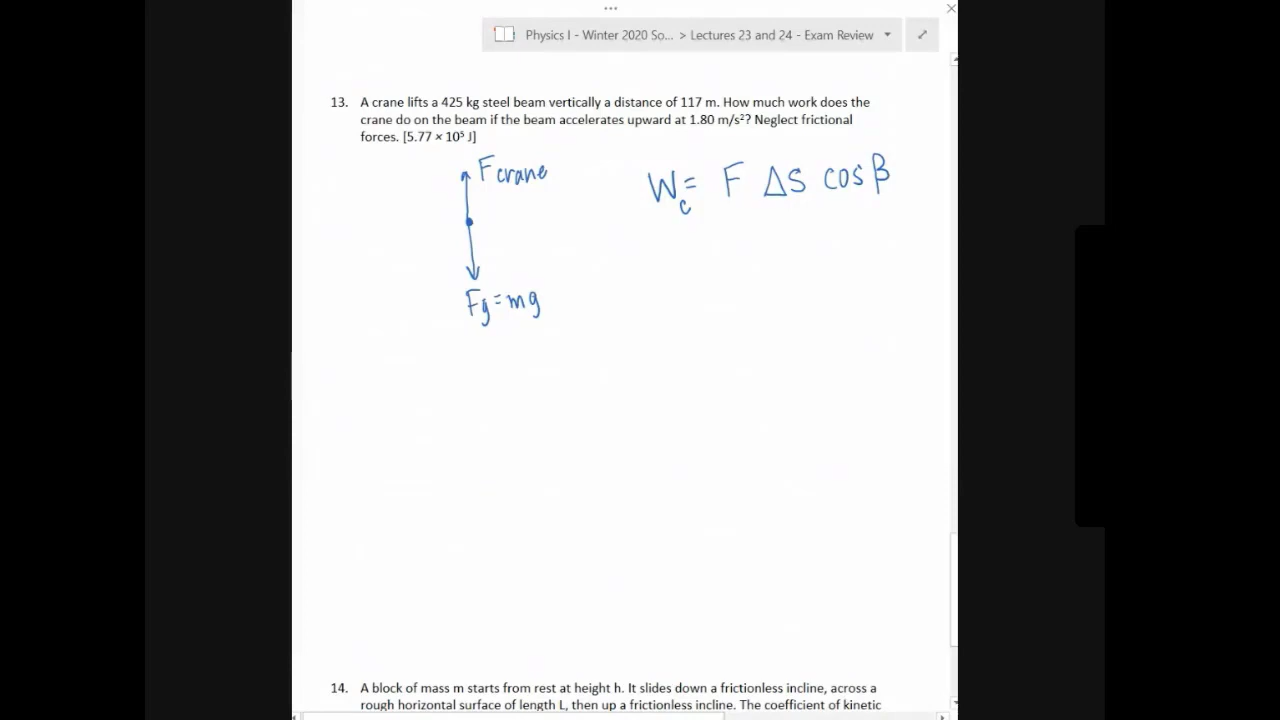 Physics I - Winter 2020 So... > Lectures 23 and 24 - Exam Review
13. A crane lifts a 425 kg steel beam vertically a distance of 117 m. How much work does the
crane do on the beam if the beam accelerates upward at 1.80 m/s²? Neglect frictional
forces. [5.77 × 10⁵ J]
F crane
W_c = F ΔS cos β
Fg = mg
14. A block of mass m starts from rest at height h. It slides down a frictionless incline, across a
rough horizontal surface of length L, then up a frictionless incline. The coefficient of kinetic